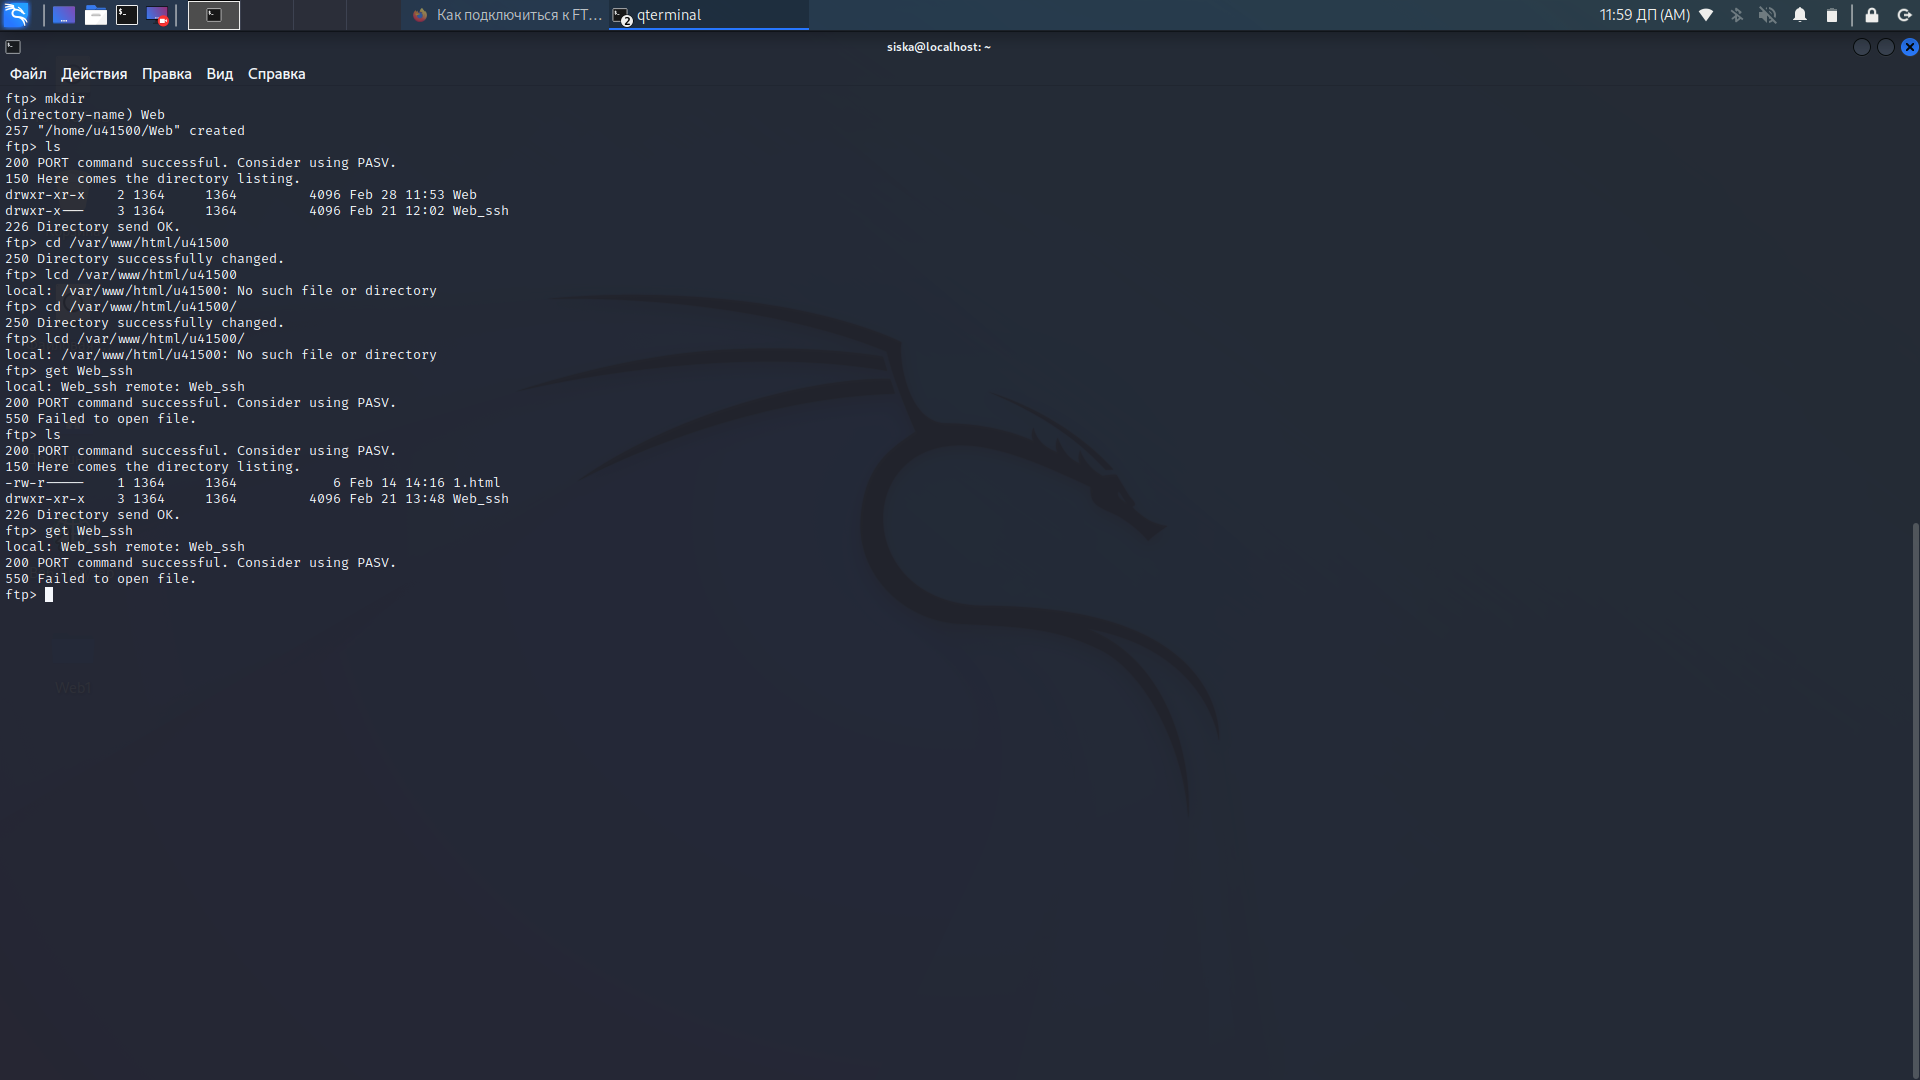 Как подключиться к FT…
2 qterminal
11:59 ДП (AM)
siska@localhost: ~
Файл Действия Правка Вид Справка
ftp> mkdir
(directory-name) Web
257 "/home/u41500/Web" created
ftp> ls
200 PORT command successful. Consider using PASV.
150 Here comes the directory listing.
drwxr-xr-x    2 1364     1364         4096 Feb 28 11:53 Web
drwxr-x---    3 1364     1364         4096 Feb 21 12:02 Web_ssh
226 Directory send OK.
ftp> cd /var/www/html/u41500
250 Directory successfully changed.
ftp> lcd /var/www/html/u41500
local: /var/www/html/u41500: No such file or directory
ftp> cd /var/www/html/u41500/
250 Directory successfully changed.
ftp> lcd /var/www/html/u41500/
local: /var/www/html/u41500: No such file or directory
ftp> get Web_ssh
local: Web_ssh remote: Web_ssh
200 PORT command successful. Consider using PASV.
550 Failed to open file.
ftp> ls
200 PORT command successful. Consider using PASV.
150 Here comes the directory listing.
-rw-r-----    1 1364     1364            6 Feb 14 14:16 1.html
drwxr-xr-x    3 1364     1364         4096 Feb 21 13:48 Web_ssh
226 Directory send OK.
ftp> get Web_ssh
local: Web_ssh remote: Web_ssh
200 PORT command successful. Consider using PASV.
550 Failed to open file.
ftp>
Web1